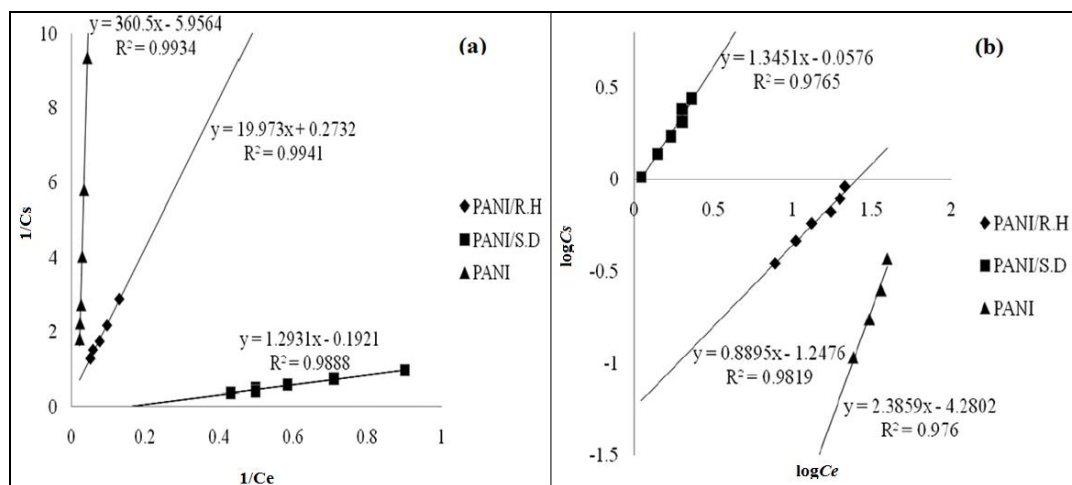 y = 360.5x - 5.9564
R² = 0.9934
(a)
10
8
6
4
2
0
1/Cs
y = 19.973x + 0.2732
R² = 0.9941
PANI/R.H
PANI/S.D
PANI
y = 1.2931x - 0.1921
R² = 0.9888
0 0.2 0.4 0.6 0.8 1
1/Ce
(b)
y = 1.3451x - 0.0576
R² = 0.9765
0.5
0
-0.5
-1
-1.5
logCs
0 0.5 1 1.5 2
PANI/R.H
PANI/S.D
PANI
y = 0.8895x - 1.2476
R² = 0.9819
y = 2.3859x - 4.2802
R² = 0.976
logCe